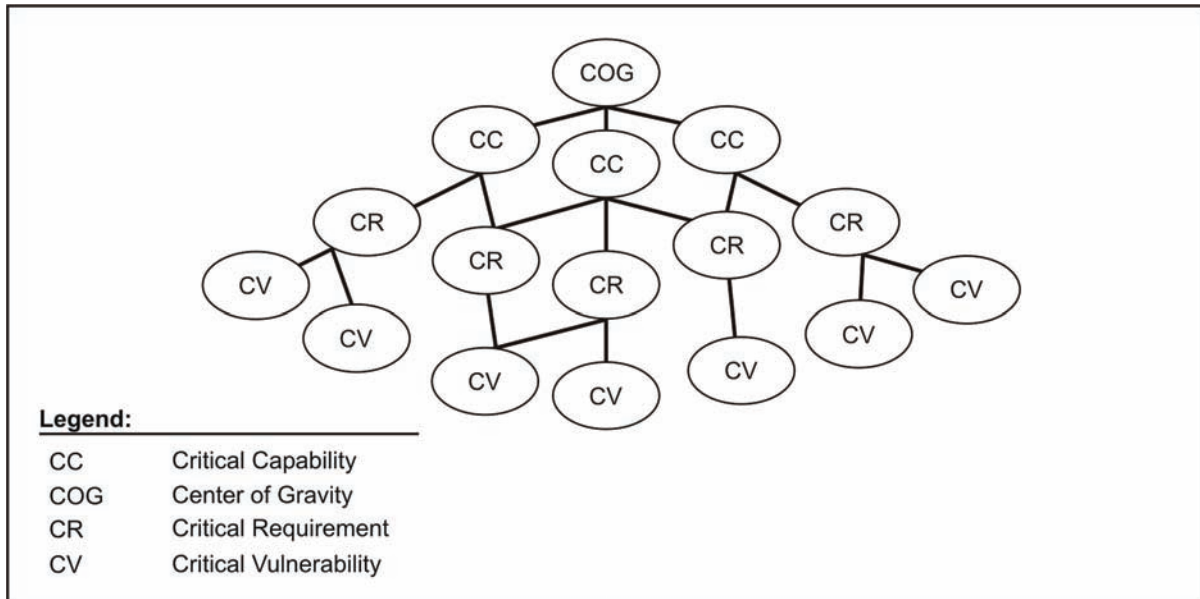 COG
CC
CC
CC
CR
CR
CR
CR
CR
CV
CV
CV
CV
CV
CV
CV
Legend:
CC Critical Capability
COG Center of Gravity
CR Critical Requirement
CV Critical Vulnerability